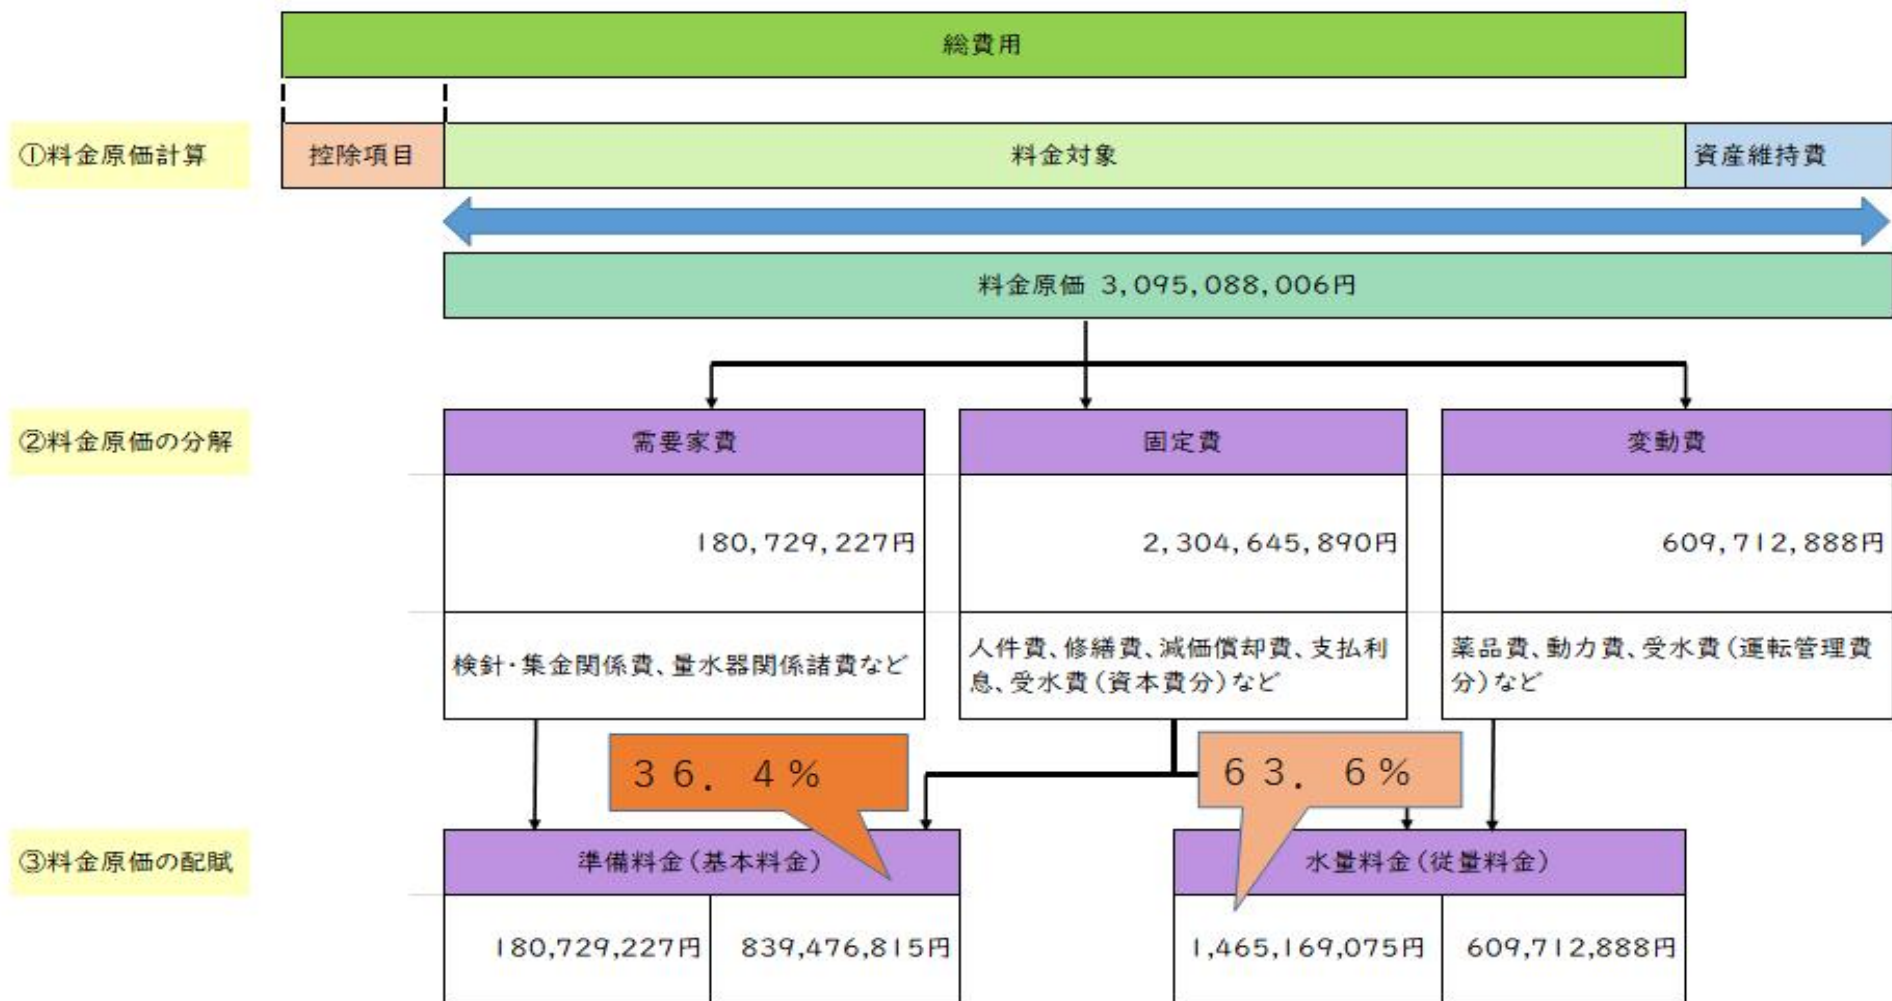 総費用
①料金原価計算
控除項目
料金対象
資産維持費
料金原価 3,095,088,006円
②料金原価の分解
需要家費
固定費
変動費
180,729,227円
2,304,645,890円
609,712,888円
検針・集金関係費、量水器関係諸費など
人件費、修繕費、減価償却費、支払利
息、受水費(資本費分)など
薬品費、動力費、受水費(運転管理費
分)など
36.4%
63.6%
③料金原価の配賦
準備料金(基本料金)
水量料金(従量料金)
180,729,227円
839,476,815円
1,465,169,075円
609,712,888円